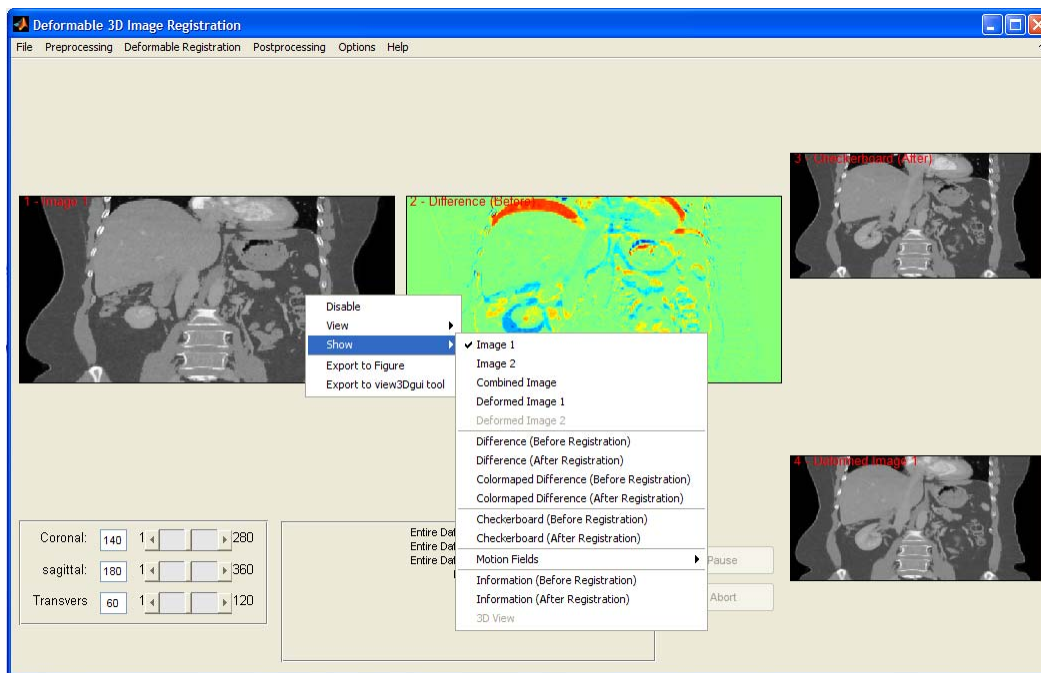 Deformable 3D Image Registration
File Preprocessing Deformable Registration Postprocessing Options Help
1 - Image 1
2 - Difference (Before)
3 - Checkerboard (After)
Disable
View
Show
Export to Figure
Export to view3Dgui tool
Image 1
Image 2
Combined Image
Deformed Image 1
Deformed Image 2
Difference (Before Registration)
Difference (After Registration)
Colormaped Difference (Before Registration)
Colormaped Difference (After Registration)
Checkerboard (Before Registration)
Checkerboard (After Registration)
Motion Fields
Information (Before Registration)
Information (After Registration)
3D View
4 - Deformed Image 1
Coronal: 140 1 280
sagittal: 180 1 360
Transvers 60 1 120
Entire Dat
Entire Dat
Entire Dat
Pause
Abort